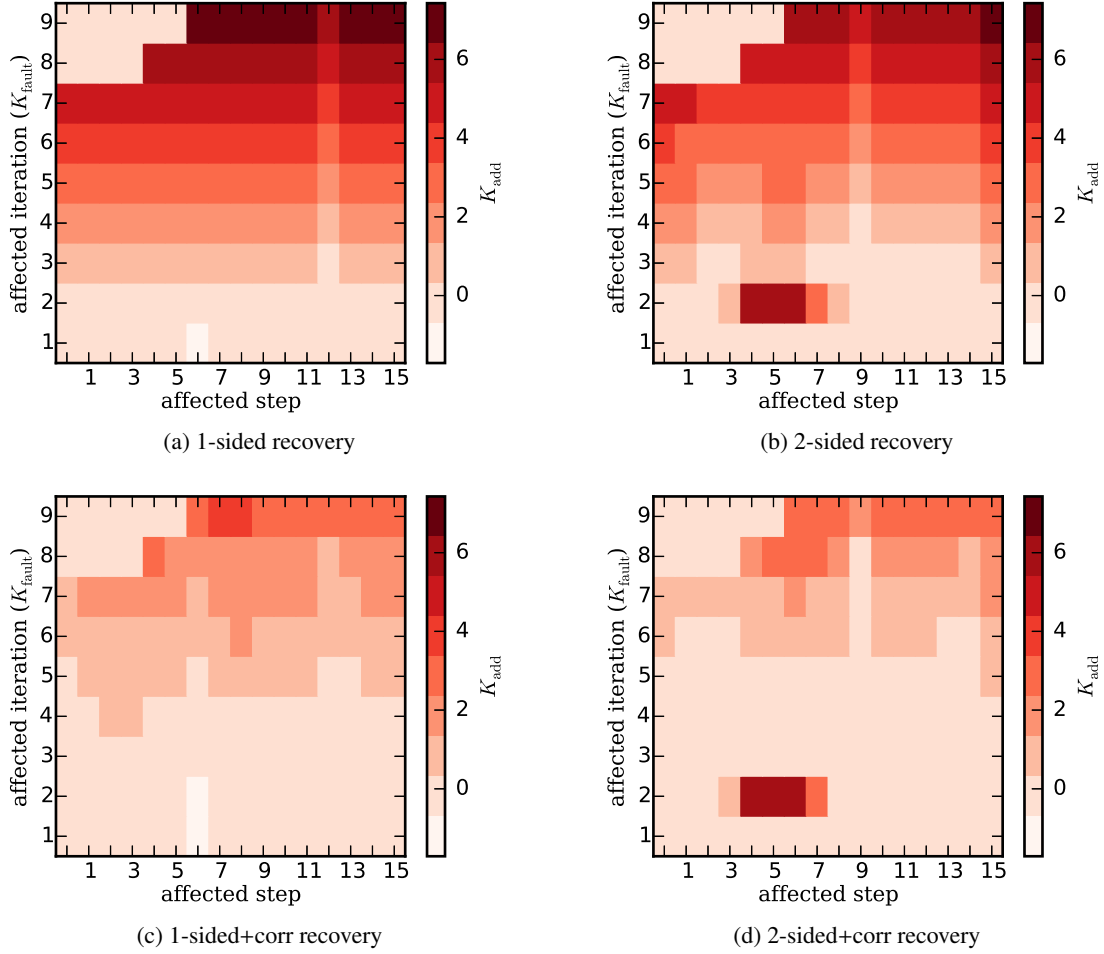 9
8
7
6
5
4
3
2
1
affected iteration (K_fault)
1 3 5 7 9 11 13 15
affected step
6
4
2
0
K_add
(a) 1-sided recovery
9
8
7
6
5
4
3
2
1
affected iteration (K_fault)
1 3 5 7 9 11 13 15
affected step
6
4
2
0
K_add
(b) 2-sided recovery
9
8
7
6
5
4
3
2
1
affected iteration (K_fault)
1 3 5 7 9 11 13 15
affected step
6
4
2
0
K_add
(c) 1-sided+corr recovery
9
8
7
6
5
4
3
2
1
affected iteration (K_fault)
1 3 5 7 9 11 13 15
affected step
6
4
2
0
K_add
(d) 2-sided+corr recovery